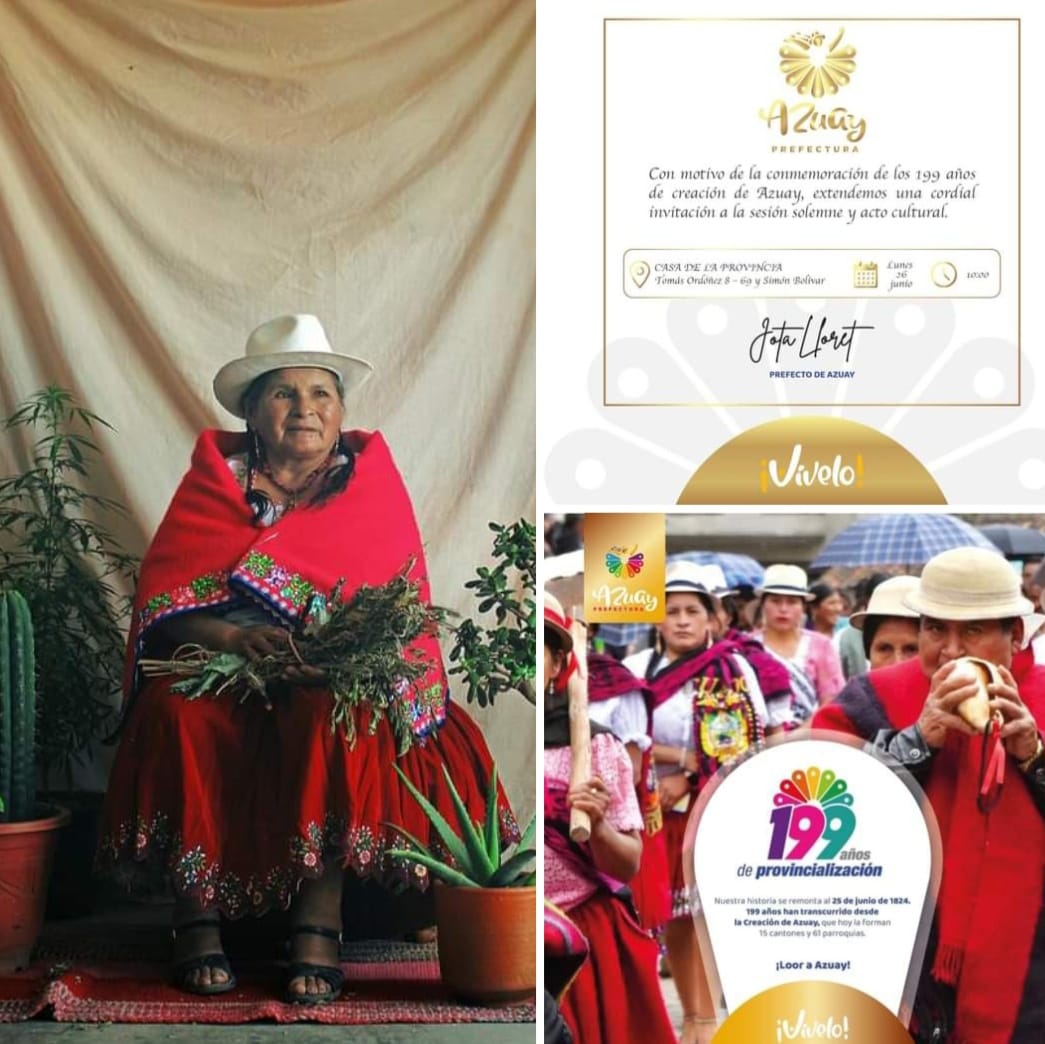 Azuay
PREFECTURA
Con motivo de la conmemoración de los 199 años
de creación de Azuay, extendemos una cordial
invitación a la sesión solemne y acto cultural.
CASA DE LA PROVINCIA
Tomás Ordóñez 8 - 69 y Simón Bolívar
Lunes
26
junio
10:00
Jota Lloret
PREFECTO DE AZUAY
¡Vívelo!
Azuay
PREFECTURA
199 años
de provincialización
Nuestra historia se remonta al 25 de junio de 1824.
199 años han transcurrido desde
la Creación de Azuay, que hoy la forman
15 cantones y 61 parroquias.
¡Loor a Azuay!
¡Vívelo!